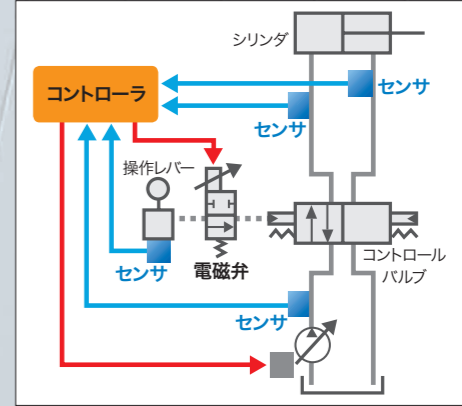 シリンダ
コントローラ
センサ
センサ
操作レバー
センサ
電磁弁
コントロール
バルブ
センサ